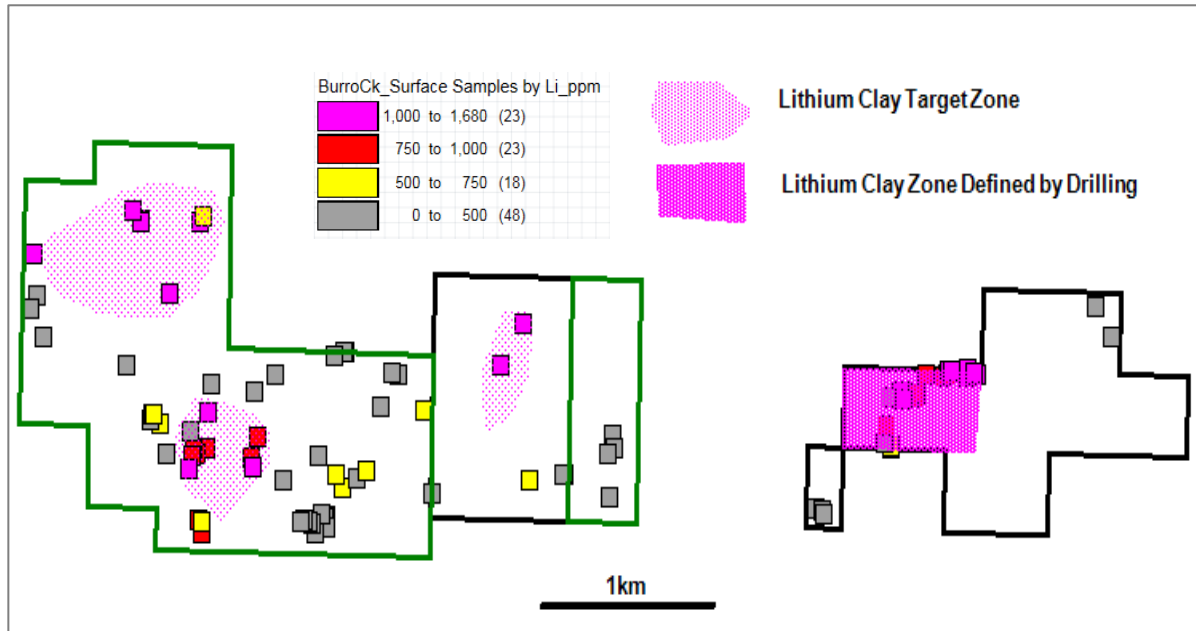 BurroCk_Surface Samples by Li_ppm
1,000 to 1,680 (23)
750 to 1,000 (23)
500 to 750 (18)
0 to 500 (48)
Lithium Clay Target Zone
Lithium Clay Zone Defined by Drilling
1km